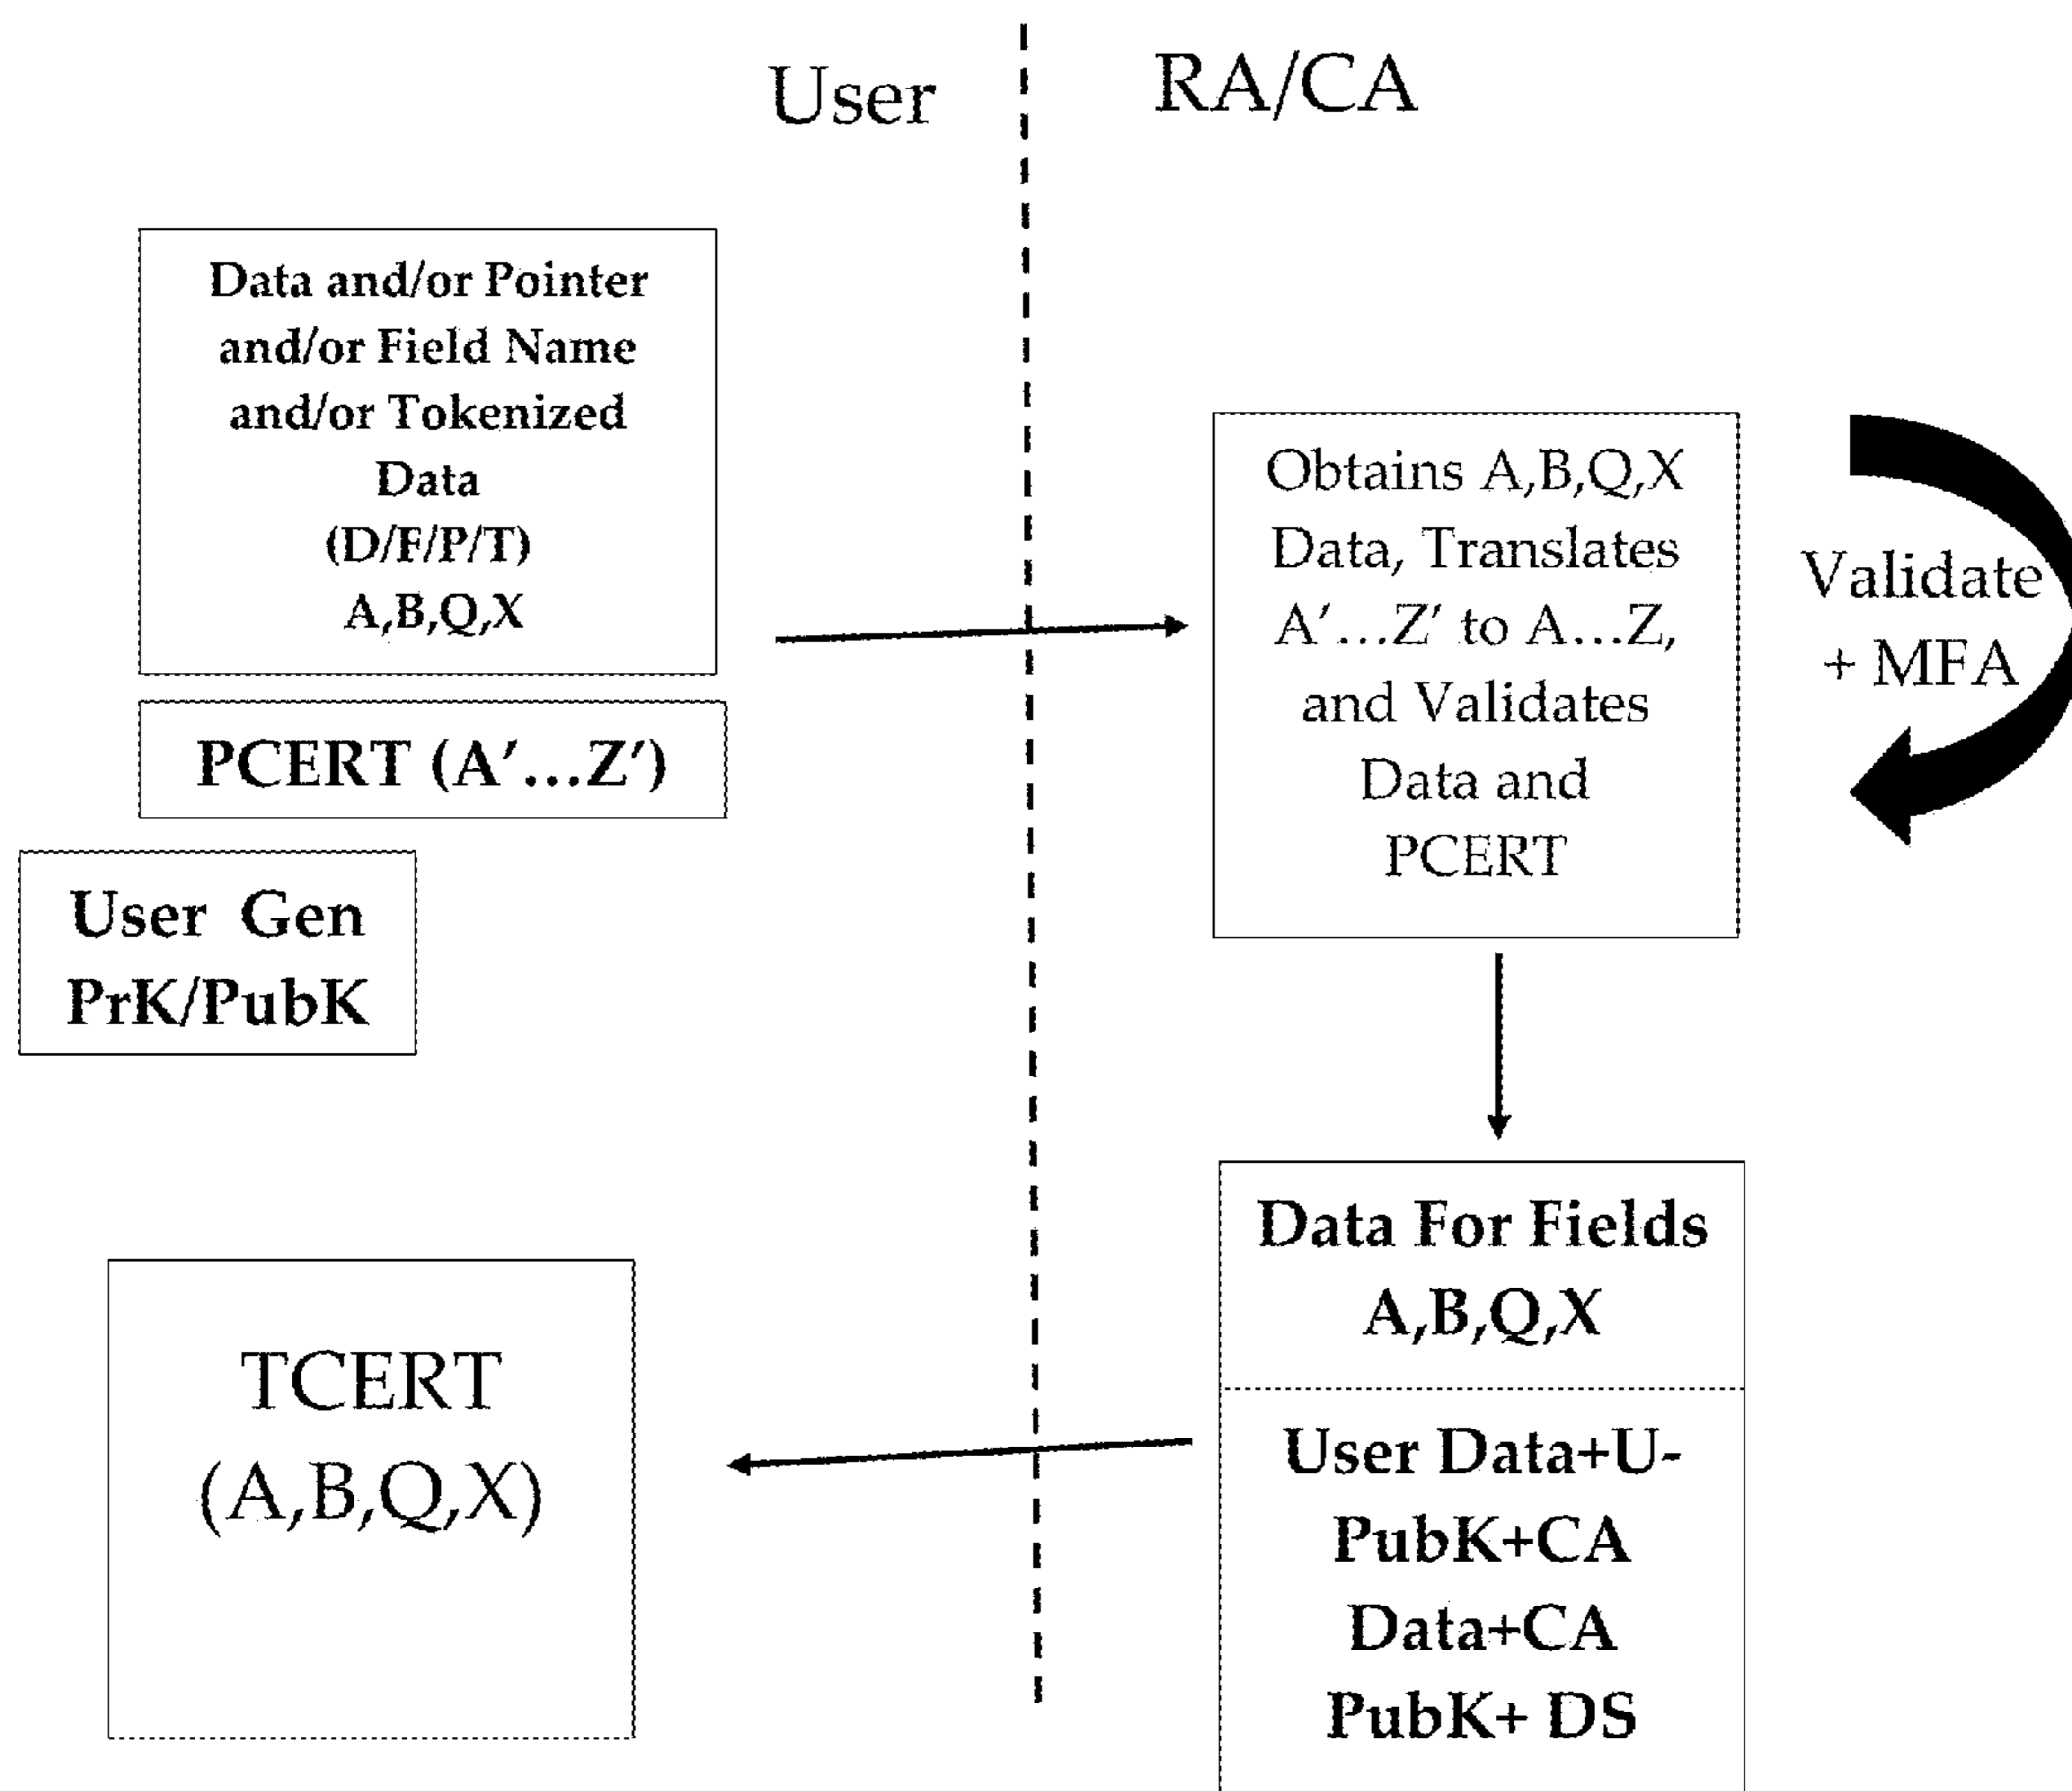 User
RA/CA
Data and/or Pointer
and/or Field Name
and/or Tokenized
Data
(D/F/P/T)
A,B,Q,X
PCERT (A'...Z')
User Gen
PrK/PubK
Obtains A,B,Q,X
Data, Translates
A'...Z' to A...Z,
and Validates
Data and
PCERT
Validate
+ MFA
Data For Fields
A,B,Q,X
User Data+U-
PubK+CA
Data+CA
PubK+ DS
TCERT
(A,B,Q,X)